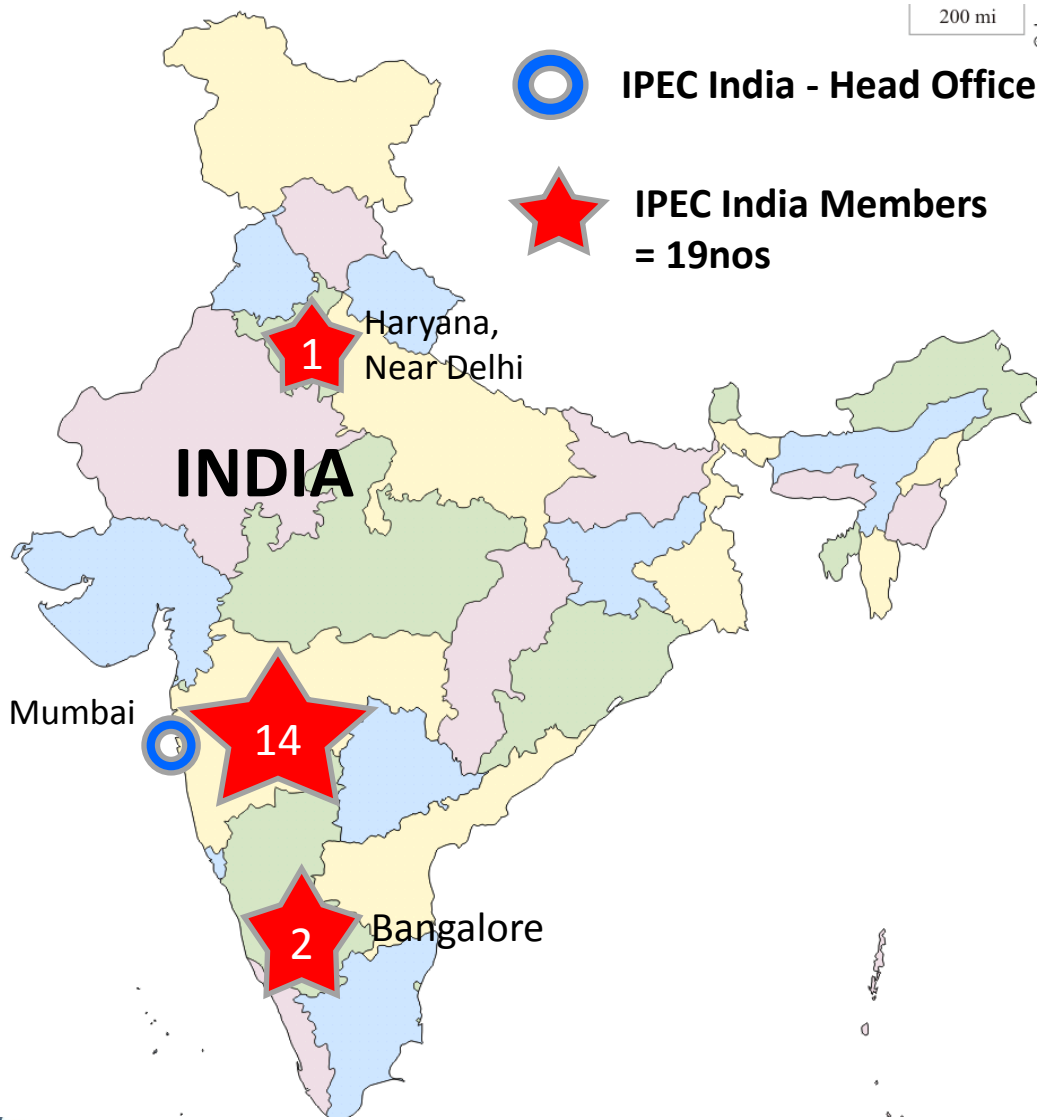 200 mi
IPEC India - Head Office
IPEC India Members
= 19nos
Haryana,
Near Delhi
1
INDIA
Mumbai
14
2
Bangalore